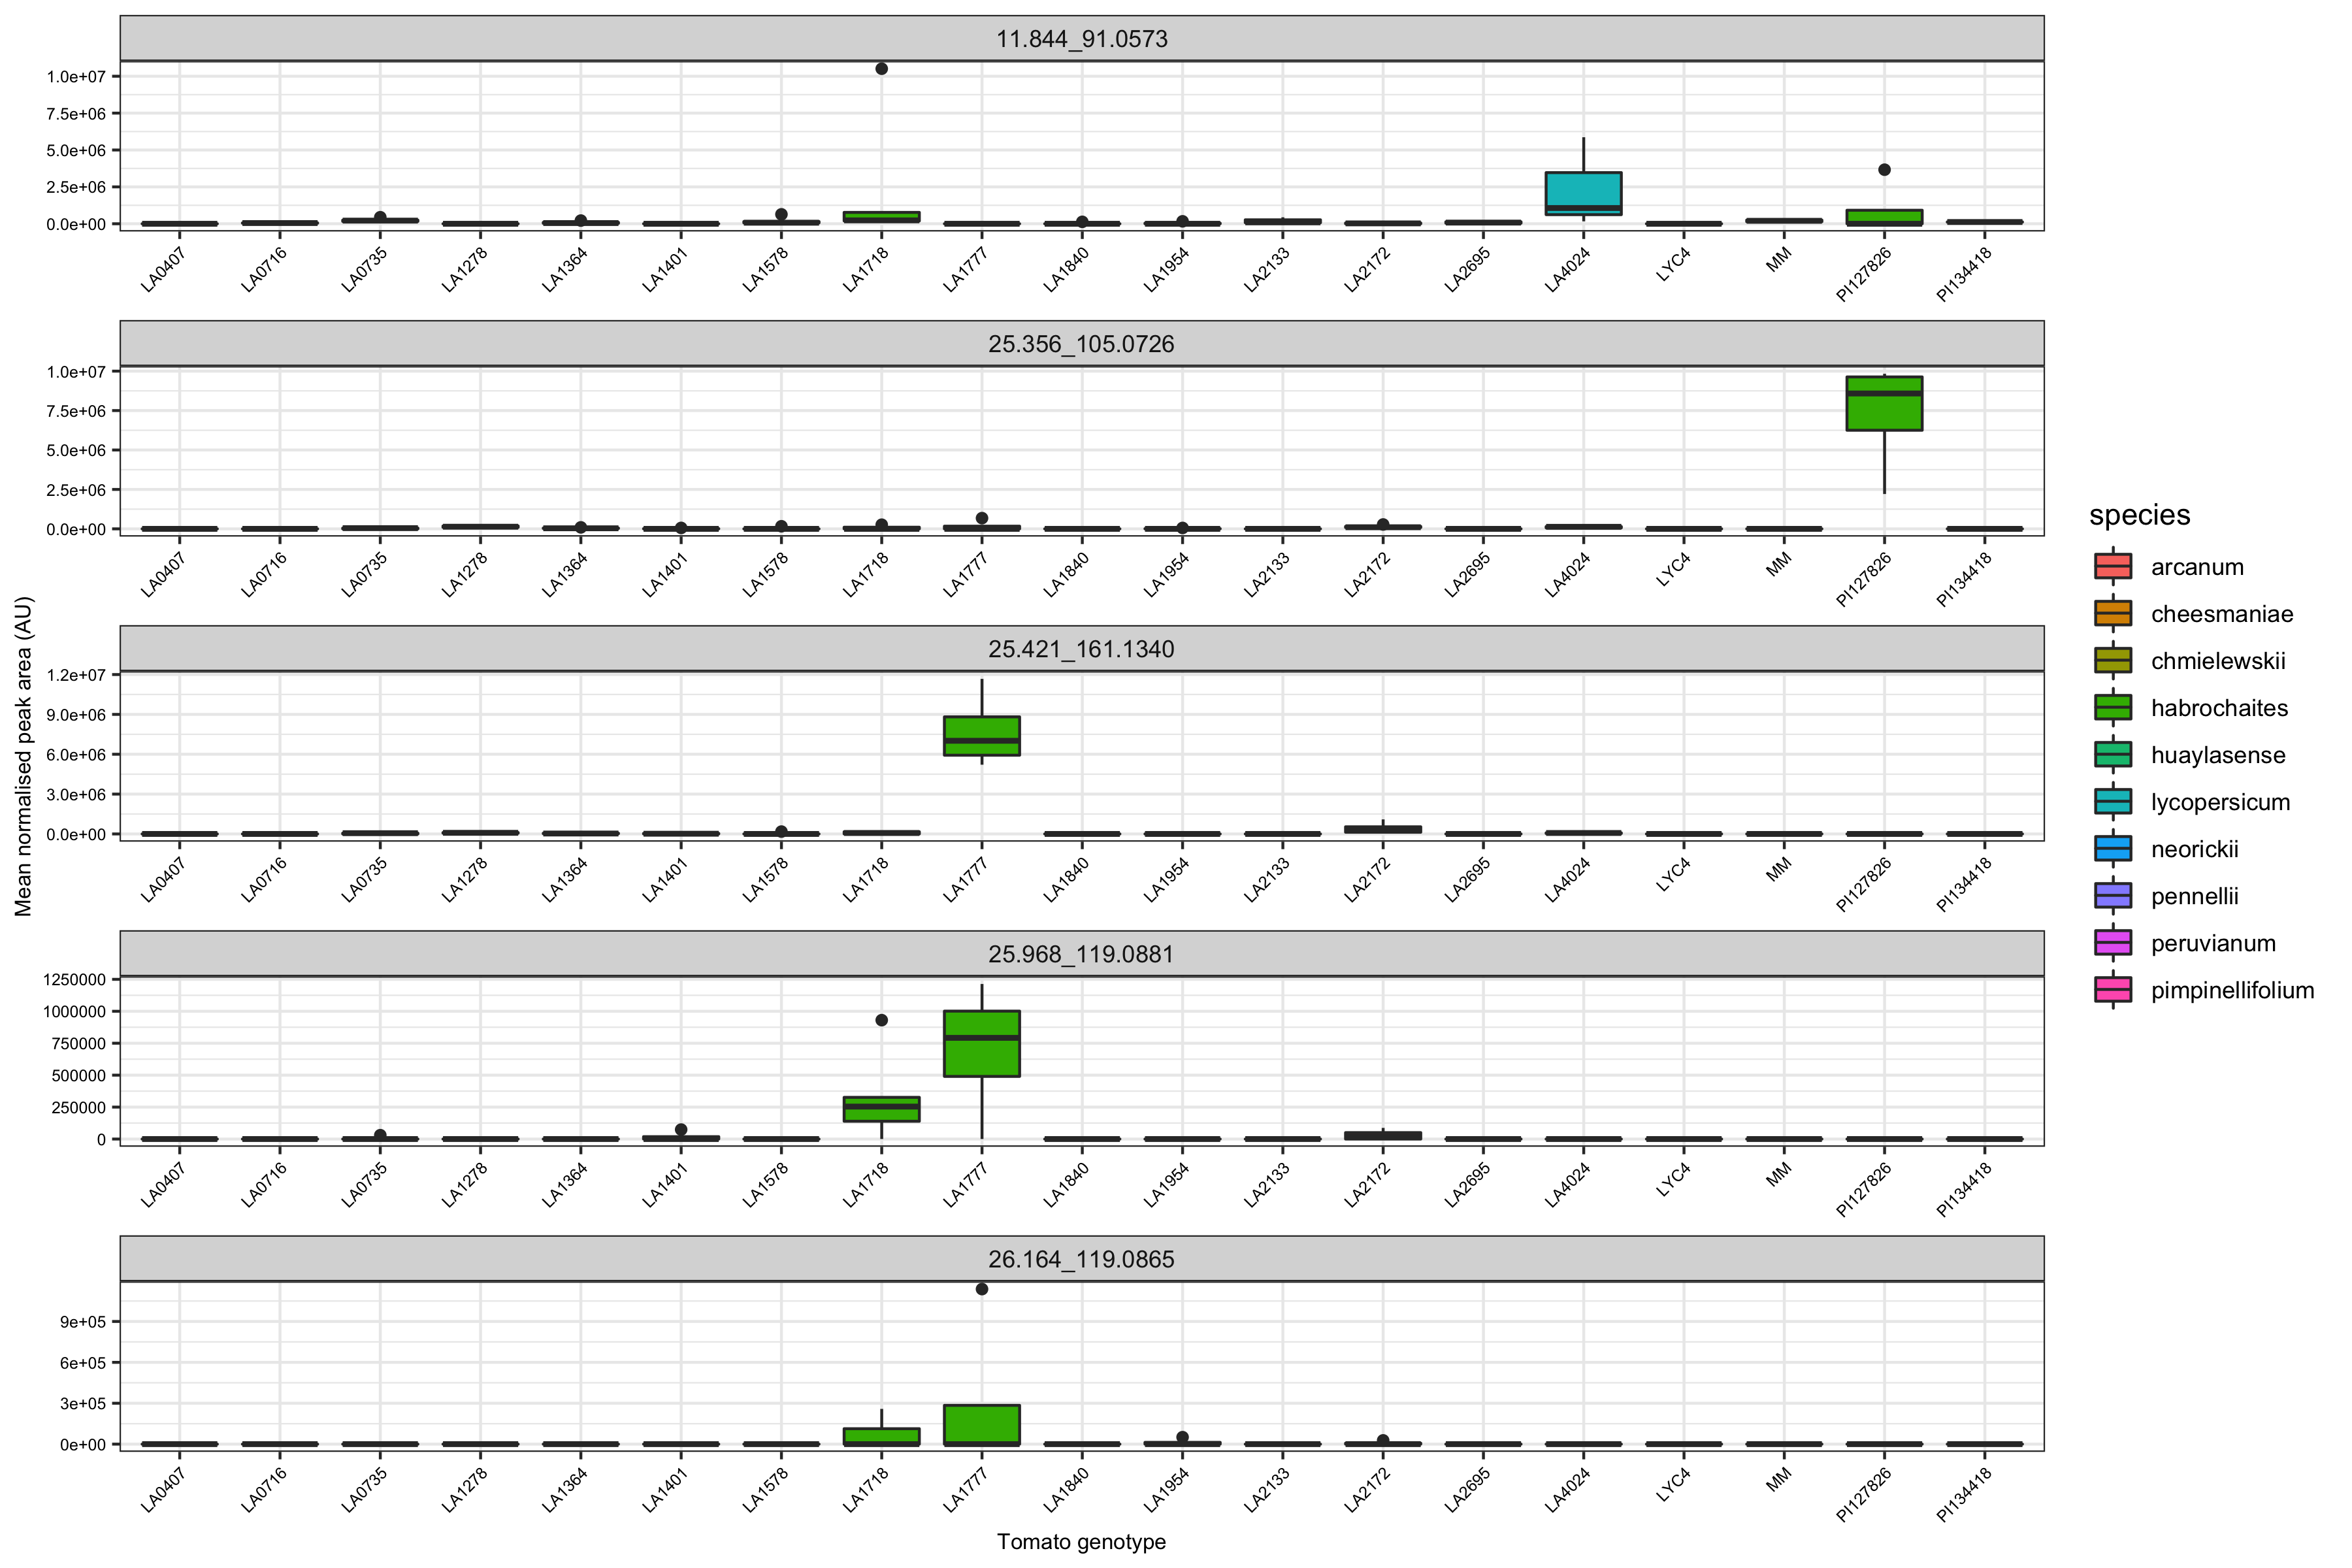 11.844_91.0573
1.0e+07
7.5e+06
5.0e+06
2.5e+06
0.0e+00
LA0407 LA0716 LA0735 LA1278 LA1364 LA1401 LA1578 LA1718 LA1777 LA1840 LA1954 LA2133 LA2172 LA2695 LA4024 LYC4 MM PI127826 PI134418
25.356_105.0726
1.0e+07
7.5e+06
5.0e+06
2.5e+06
0.0e+00
LA0407 LA0716 LA0735 LA1278 LA1364 LA1401 LA1578 LA1718 LA1777 LA1840 LA1954 LA2133 LA2172 LA2695 LA4024 LYC4 MM PI127826 PI134418
25.421_161.1340
1.2e+07
9.0e+06
6.0e+06
3.0e+06
0.0e+00
LA0407 LA0716 LA0735 LA1278 LA1364 LA1401 LA1578 LA1718 LA1777 LA1840 LA1954 LA2133 LA2172 LA2695 LA4024 LYC4 MM PI127826 PI134418
25.968_119.0881
1250000
1000000
750000
500000
250000
0
LA0407 LA0716 LA0735 LA1278 LA1364 LA1401 LA1578 LA1718 LA1777 LA1840 LA1954 LA2133 LA2172 LA2695 LA4024 LYC4 MM PI127826 PI134418
26.164_119.0865
9e+05
6e+05
3e+05
0e+00
LA0407 LA0716 LA0735 LA1278 LA1364 LA1401 LA1578 LA1718 LA1777 LA1840 LA1954 LA2133 LA2172 LA2695 LA4024 LYC4 MM PI127826 PI134418
Tomato genotype
Mean normalised peak area (AU)
species
arcanum
cheesmaniae
chmielewskii
habrochaites
huaylasense
lycopersicum
neorickii
pennellii
peruvianum
pimpinellifolium